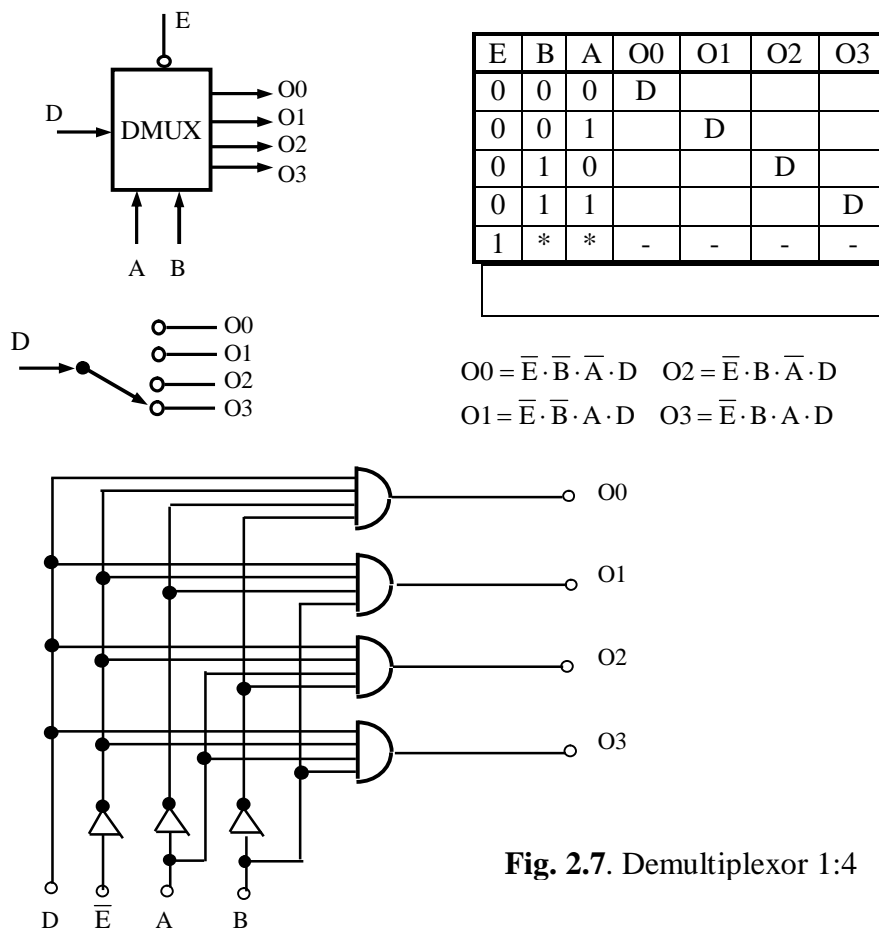 E
D
DMUX
O0
O1
O2
O3
A B
E B A O0 O1 O2 O3
0 0 0 D
0 0 1 D
0 1 0 D
0 1 1 D
1 * * - - - -
D
O0
O1
O2
O3
O0 = E̅ · B̅ · A̅ · D O2 = E̅ · B · A̅ · D
O1 = E̅ · B̅ · A · D O3 = E̅ · B · A · D
O0
O1
O2
O3
D E̅ A B
Fig. 2.7. Demultiplexor 1:4